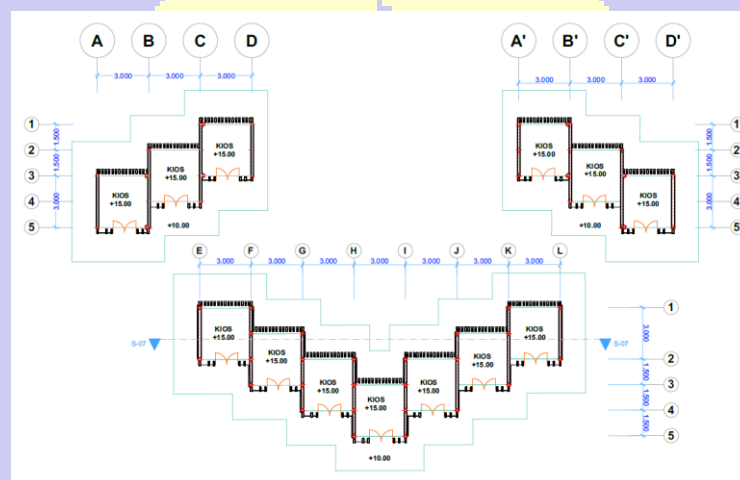 A B C D
3.000 3.000 3.000
1
2
3
4
5
1.500
1.500
3.000
KIOS
+15.00
KIOS
+15.00
KIOS
+15.00
+10.00
A' B' C' D'
3.000 3.000 3.000
KIOS
+15.00
KIOS
+15.00
KIOS
+15.00
+10.00
1'
2'
3'
4'
5'
1.500
1.500
3.000
E F G H I J K L
3.000 3.000 3.000 3.000 3.000 3.000 3.000
KIOS
+15.00
KIOS
+15.00
KIOS
+15.00
KIOS
+15.00
KIOS
+15.00
KIOS
+15.00
KIOS
+15.00
+10.00
S-07
S-07
1
2
3
4
5
3.000
1.500
1.500
1.500